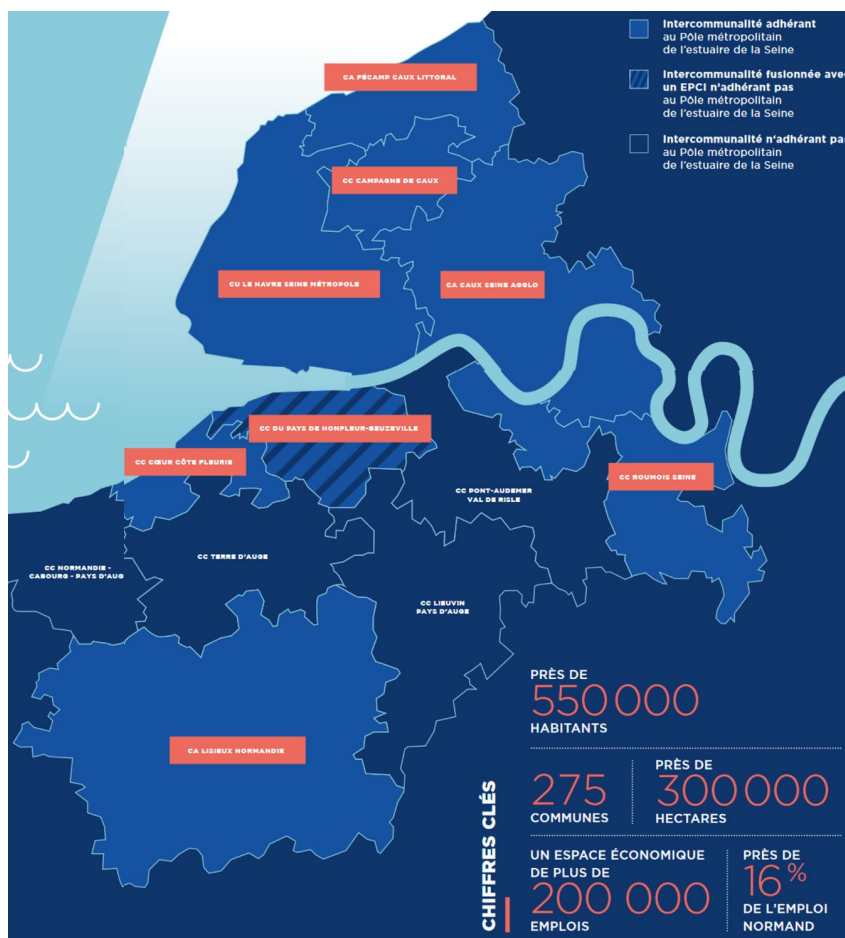 CA FÉCAMP CAUX LITTORAL
CC CAMPAGNE DE CAUX
CU LE HAVRE SEINE MÉTROPOLE
CA CAUX SEINE AGGLO
CC DU PAYS DE HONFLEUR-BEUZEVILLE
CC CŒUR CÔTE FLEURIE
CC ROUMOIS SEINE
CC PONT-AUDEMER
VAL DE RISLE
CC TERRE D'AUGE
CC NORMANDIE -
CABOURG - PAYS D'AUG
CC LIEUVIN
PAYS D'AUGE
CA LISIEUX NORMANDIE
Intercommunalité adhérant
au Pôle métropolitain
de l'estuaire de la Seine
Intercommunalité fusionnée avec
un EPCI n'adhérant pas
au Pôle métropolitain
de l'estuaire de la Seine
Intercommunalité n'adhérant pas
au Pôle métropolitain
de l'estuaire de la Seine
CHIFFRES CLÉS
PRÈS DE
550 000
HABITANTS
275
COMMUNES
PRÈS DE
300 000
HECTARES
UN ESPACE ÉCONOMIQUE
DE PLUS DE
200 000
EMPLOIS
PRÈS DE
16 %
DE L'EMPLOI
NORMAND